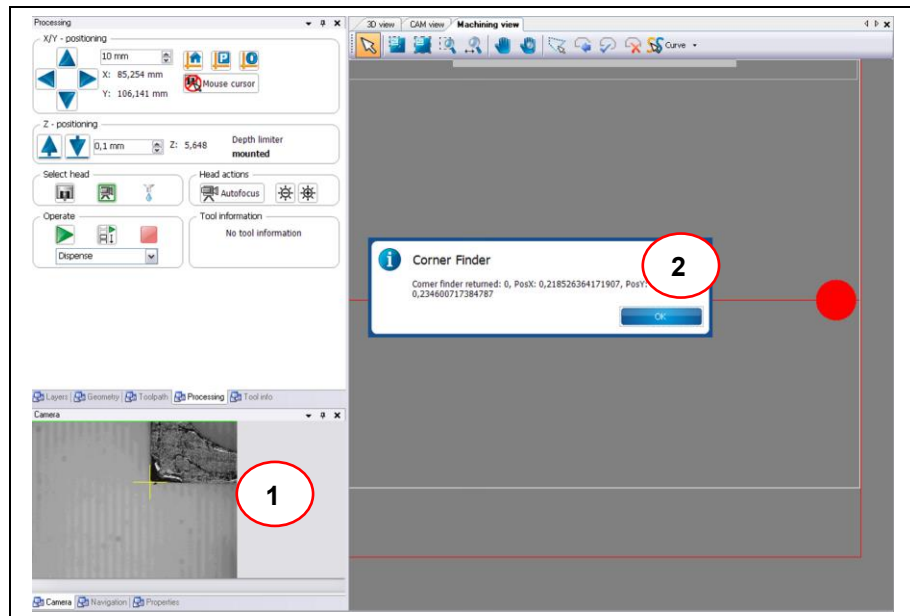 Processing
X/Y - positioning
10 mm
X: 85,254 mm
Y: 106,141 mm
Mouse cursor
Z - positioning
0,1 mm
Z: 5,648
Depth limiter
mounted
Select head
Head actions
Autofocus
Operate
Dispense
Tool information
No tool information
Layers
Geometry
Toolpath
Processing
Tool info
Camera
1
Camera
Navigation
Properties
3D view
CAM view
Machining view
Curve
Corner Finder
Corner finder returned: 0, PosX: 0,218526364171907, PosY:
0,234600717384787
OK
2